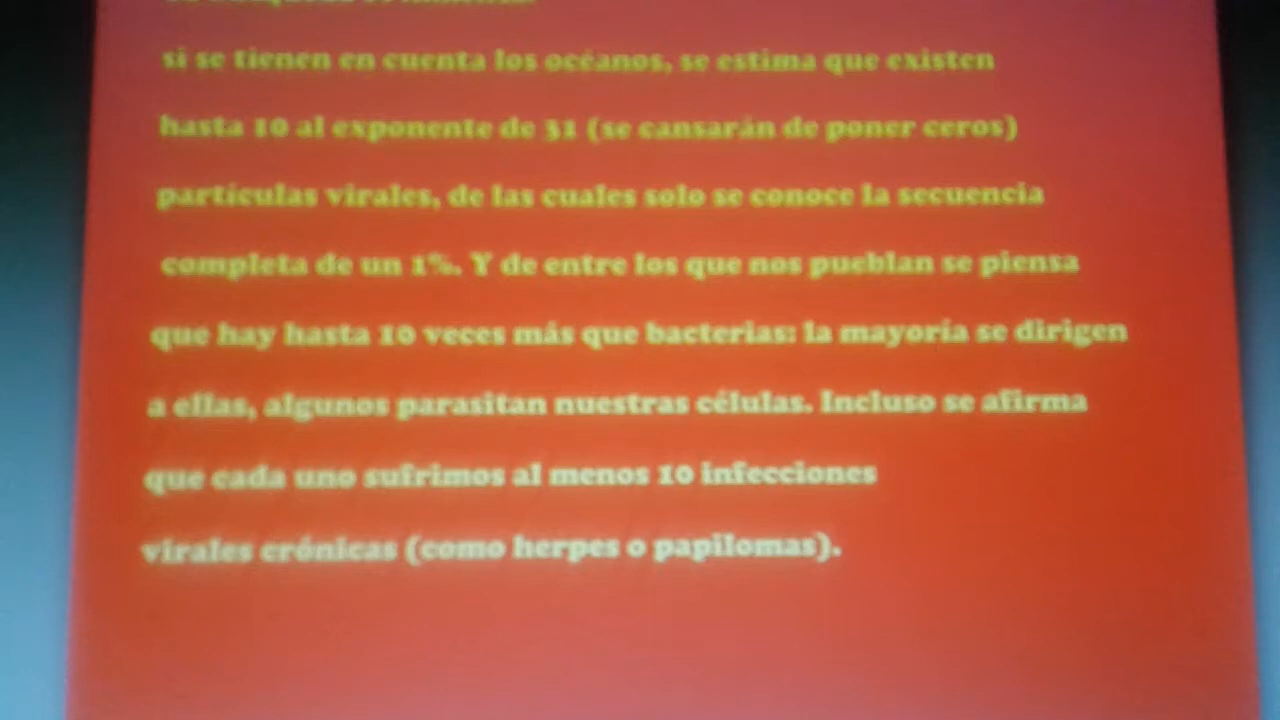 si se tienen en cuenta los océanos, se estima que existen
hasta 10 al exponente de 31 (se cansarán de poner ceros)
partículas virales, de las cuales solo se conoce la secuencia
completa de un 1%. Y de entre los que nos pueblan se piensa
que hay hasta 10 veces más que bacterias: la mayoría se dirigen
a ellas, algunos parasitan nuestras células. Incluso se afirma
que cada uno sufrimos al menos 10 infecciones
virales crónicas (como herpes o papilomas).